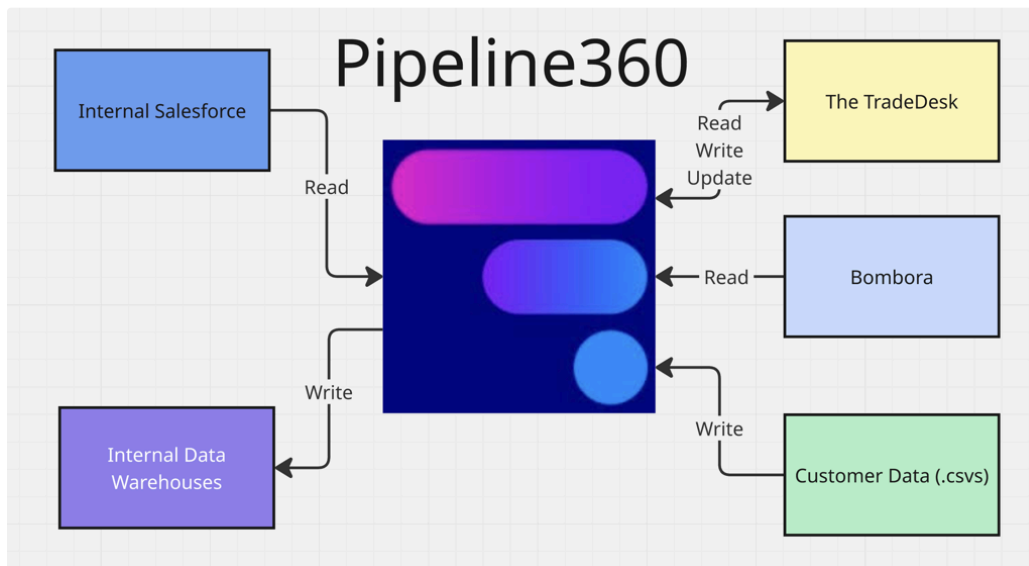 Pipeline360
Internal Salesforce
Read
Write
Internal Data
Warehouses
The TradeDesk
Read
Write
Update
Bombora
Read
Customer Data (.csvs)
Write